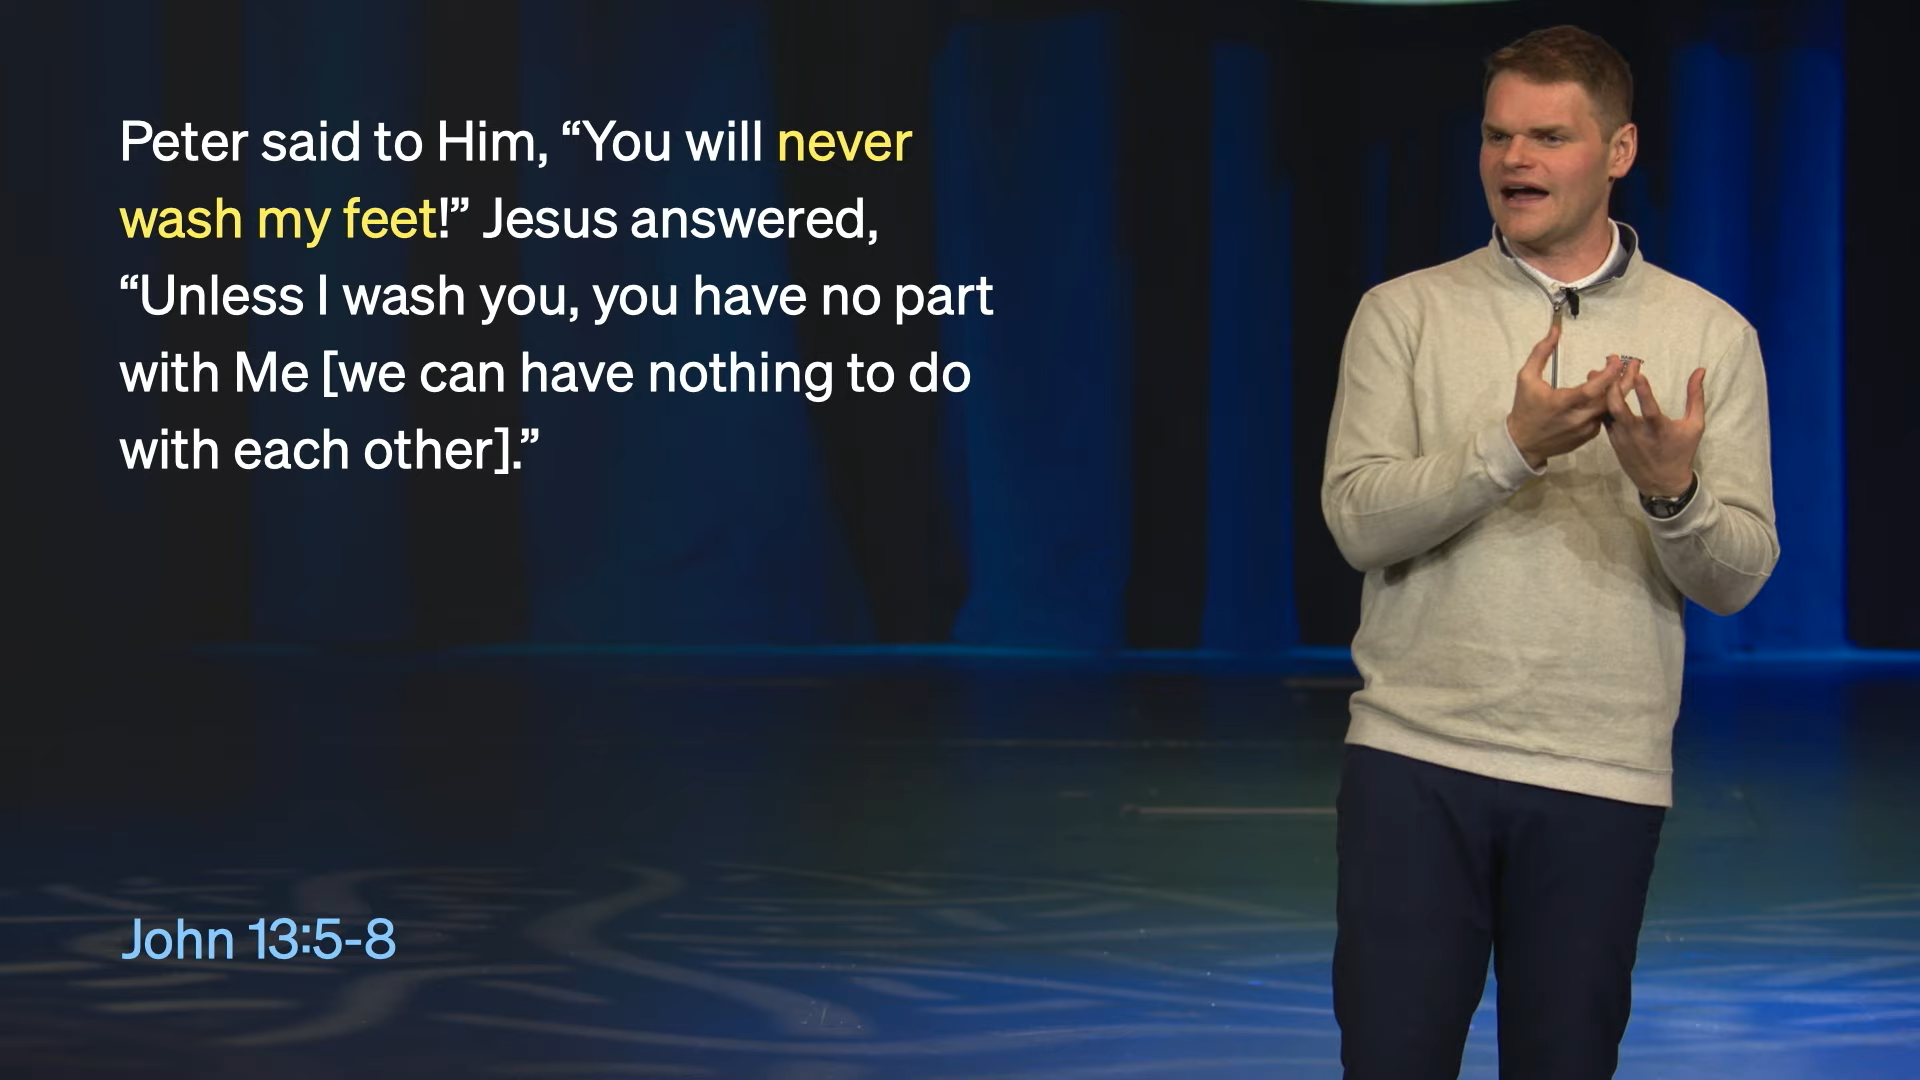 Peter said to Him, “You will never
wash my feet!” Jesus answered,
“Unless I wash you, you have no part
with Me [we can have nothing to do
with each other].”
John 13:5-8